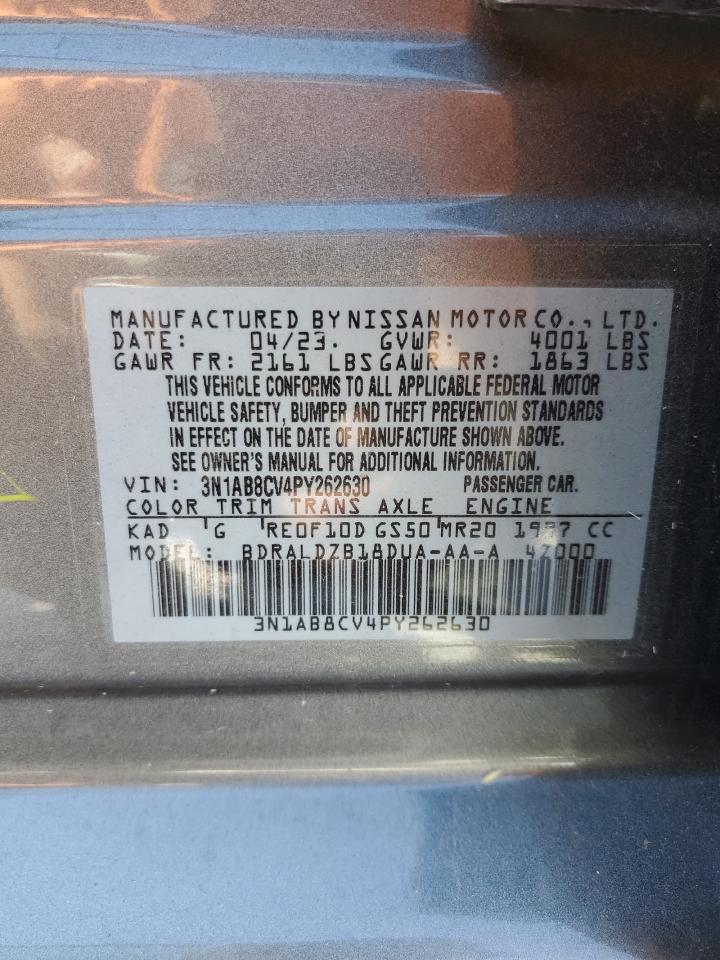 MANUFACTURED BY NISSAN MOTOR CO., LTD.
DATE: 04/23. GVWR: 4001 LBS
GAWR FR: 2161 LBS GAWR RR: 1863 LBS
THIS VEHICLE CONFORMS TO ALL APPLICABLE FEDERAL MOTOR
VEHICLE SAFETY, BUMPER AND THEFT PREVENTION STANDARDS
IN EFFECT ON THE DATE OF MANUFACTURE SHOWN ABOVE.
SEE OWNER'S MANUAL FOR ADDITIONAL INFORMATION.
VIN: 3N1AB8CV4PY262630 PASSENGER CAR.
COLOR TRIM TRANS AXLE ENGINE
KAD G RE0F10D GS50 MR20 1997 CC
MODEL: BDRALDZB18DUA-AA-A 47000
3N1AB8CV4PY262630